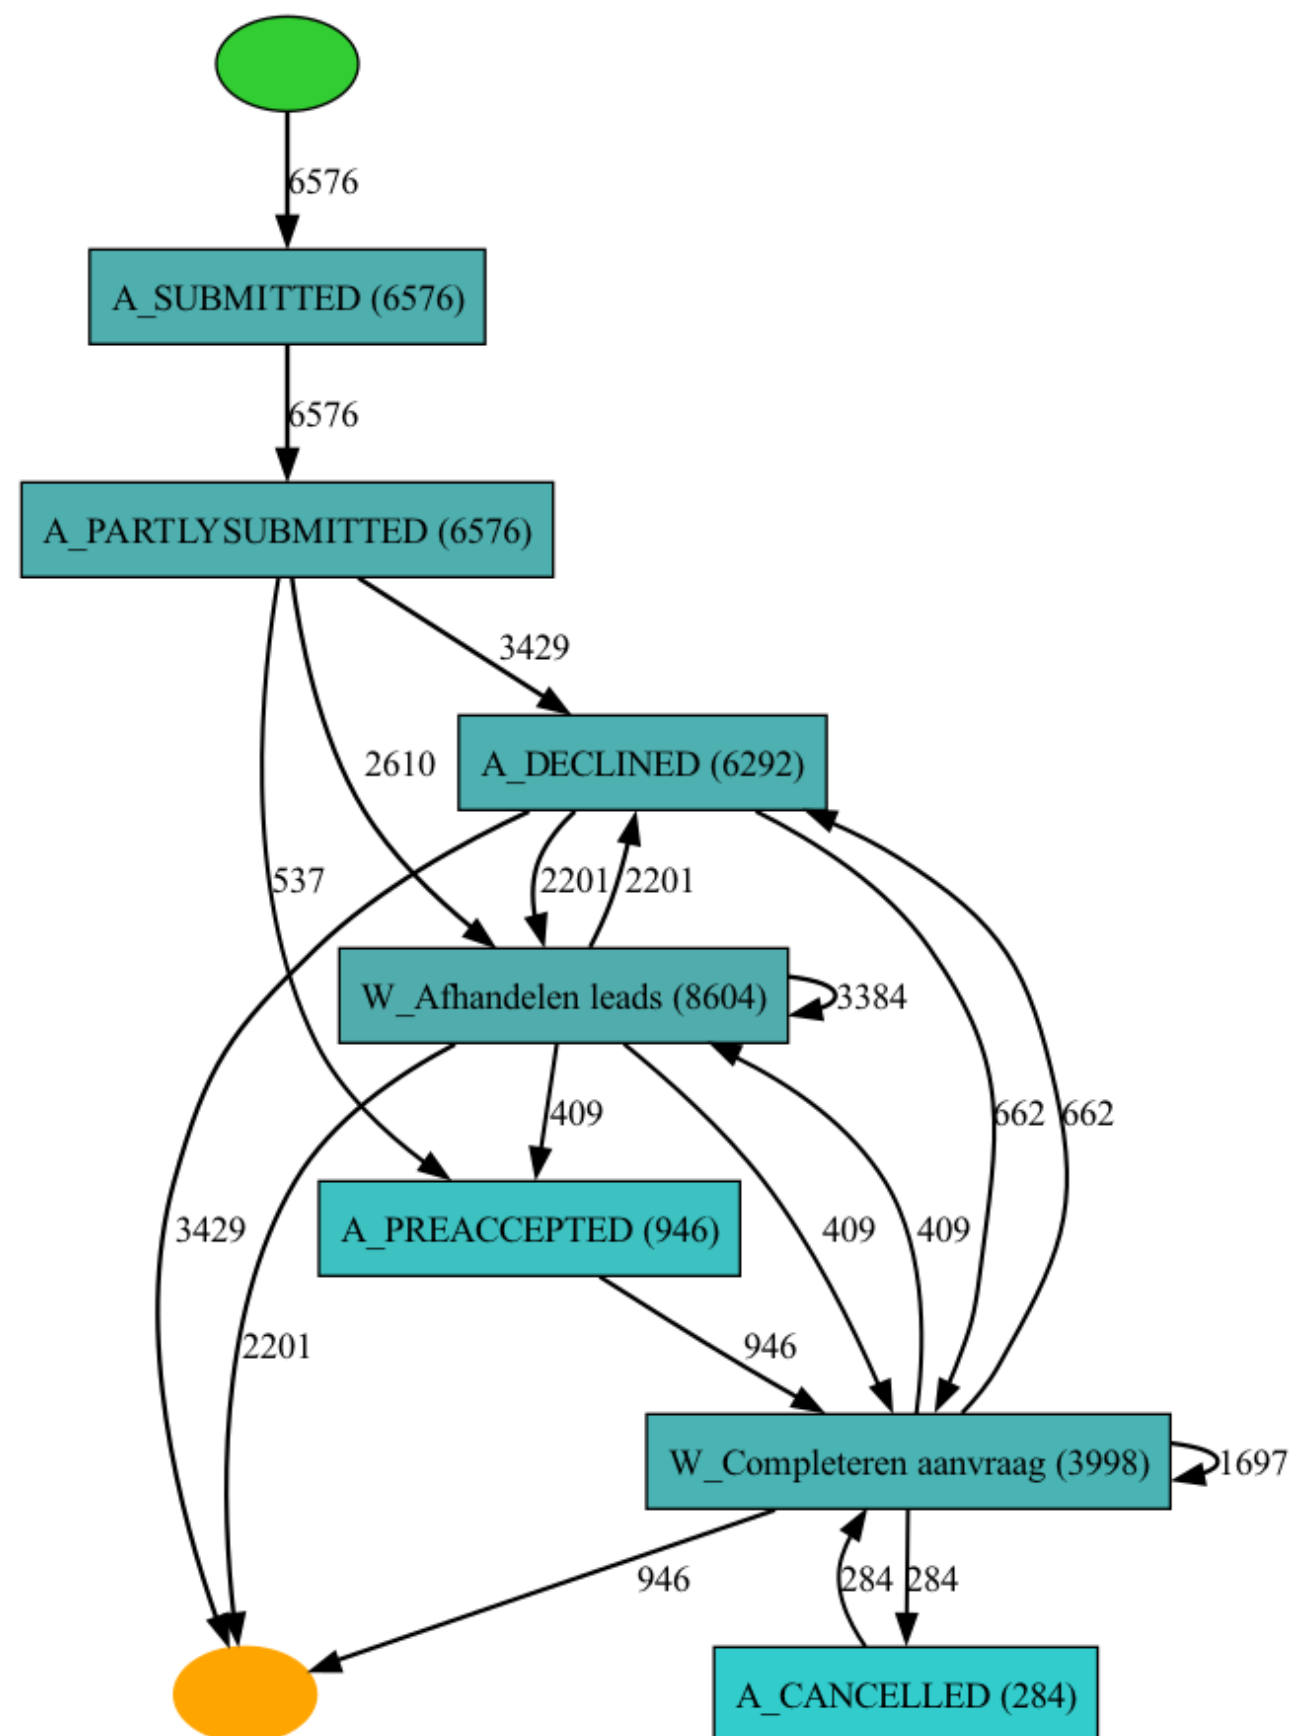 6576
A_SUBMITTED (6576)
6576
A_PARTLYSUBMITTED (6576)
3429
2610
A_DECLINED (6292)
537
2201
2201
W_Afhandelen leads (8604)
3384
409
662
662
A_PREACCEPTED (946)
3429
409
409
2201
946
W_Completeren aanvraag (3998)
1697
946
284
284
A_CANCELLED (284)